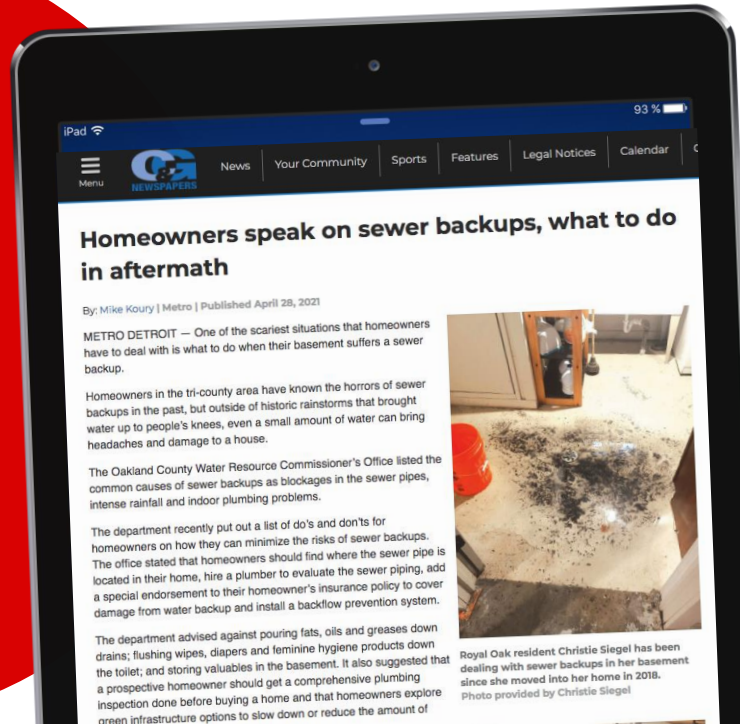 iPad
93 %
Menu
C&G
NEWSPAPERS
News
Your Community
Sports
Features
Legal Notices
Calendar
Homeowners speak on sewer backups, what to do
in aftermath
By: Mike Koury | Metro | Published April 28, 2021
METRO DETROIT — One of the scariest situations that homeowners
have to deal with is what to do when their basement suffers a sewer
backup.
Homeowners in the tri-county area have known the horrors of sewer
backups in the past, but outside of historic rainstorms that brought
water up to people's knees, even a small amount of water can bring
headaches and damage to a house.
The Oakland County Water Resource Commissioner's Office listed the
common causes of sewer backups as blockages in the sewer pipes,
intense rainfall and indoor plumbing problems.
The department recently put out a list of do's and don'ts for
homeowners on how they can minimize the risks of sewer backups.
The office stated that homeowners should find where the sewer pipe is
located in their home, hire a plumber to evaluate the sewer piping, add
a special endorsement to their homeowner's insurance policy to cover
damage from water backup and install a backflow prevention system.
The department advised against pouring fats, oils and greases down
drains; flushing wipes, diapers and feminine hygiene products down
the toilet; and storing valuables in the basement. It also suggested that
a prospective homeowner should get a comprehensive plumbing
inspection done before buying a home and that homeowners explore
green infrastructure options to slow down or reduce the amount of
Royal Oak resident Christie Siegel has been
dealing with sewer backups in her basement
since she moved into her home in 2018.
Photo provided by Christie Siegel